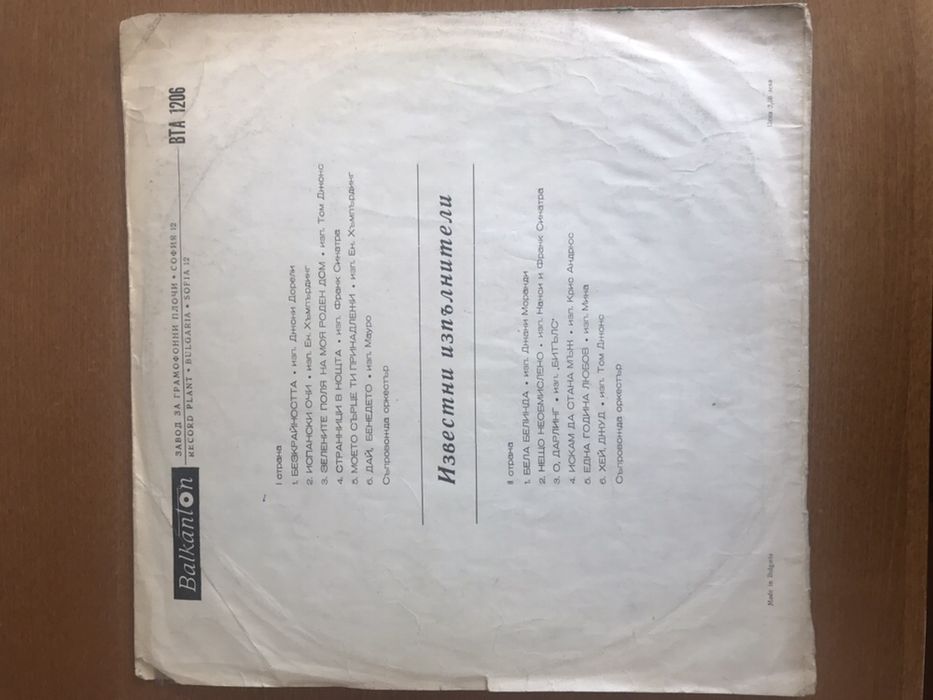 Balkanton
ЗАВОД ЗА ГРАМОФОННИ ПЛОЧИ • СОФИЯ 12
RECORD PLANT • BULGARIA • SOFIA 12
ВТА 1206
I страна
1. БЕЗКРАЙНОСТТА • изп. Джони Дорели
2. ИСПАНСКИ ОЧИ • изп. Ен. Хъмпърдинг
3. ЗЕЛЕНИТЕ ПОЛЯ НА МОЯ РОДЕН ДОМ • изп. Том Джонс
4. СТРАННИЦИ В НОЩТА • изп. Франк Синатра
5. МОЕТО СЪРЦЕ ТИ ПРИНАДЛЕЖИ • изп. Ен. Хъмпърдинг
6. ДАЙ, БЕНЕДЕТО • изп. Мауро
Съпровожда оркестър
Известни изпълнители
II страна
1. БЕЛА БЕЛИНДА • изп. Джани Моранди
2. НЕЩО НЕОБМИСЛЕНО • изп. Нанси и Франк Синатра
3. О, ДАРЛИНГ • изп. „БИТЪЛС"
4. ИСКАМ ДА СТАНА МЪЖ • изп. Крис Андрюс
5. ЕДНА ГОДИНА ЛЮБОВ • изп. Мина
6. ХЕЙ, ДЖУД • изп. Том Джонс
Съпровожда оркестър
Made in Bulgaria
Цена
лева